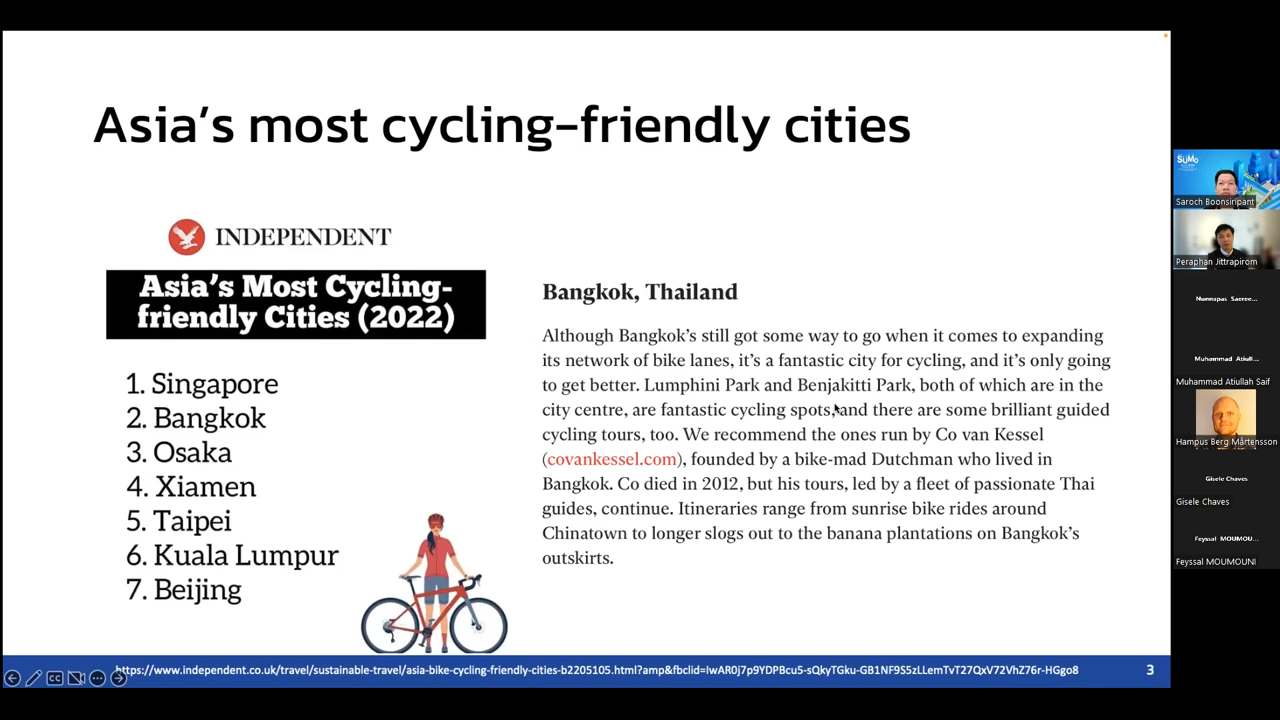 Asia's most cycling-friendly cities
INDEPENDENT
Asia's Most Cycling-
friendly Cities (2022)
1. Singapore
2. Bangkok
3. Osaka
4. Xiamen
5. Taipei
6. Kuala Lumpur
7. Beijing
Bangkok, Thailand
Although Bangkok's still got some way to go when it comes to expanding
its network of bike lanes, it's a fantastic city for cycling, and it's only going
to get better. Lumphini Park and Benjakitti Park, both of which are in the
city centre, are fantastic cycling spots, and there are some brilliant guided
cycling tours, too. We recommend the ones run by Co van Kessel
(covankessel.com), founded by a bike-mad Dutchman who lived in
Bangkok. Co died in 2012, but his tours, led by a fleet of passionate Thai
guides, continue. Itineraries range from sunrise bike rides around
Chinatown to longer slogs out to the banana plantations on Bangkok's
outskirts.
https://www.independent.co.uk/travel/sustainable-travel/asia-bike-cycling-friendly-cities-b2205105.html?amp&fbclid=IwAR0j7p9YDPBcu5-sQkyTGku-GB1NF9S5zLLemTvT27QxV72VhZ76r-HGgo8
3
CC
SUMO
Saroch Boonsiripant
Peraphan Jittrapirom
Nunnapas Saeree...
Muhammad Atiull...
Muhammad Atiullah Saif
Hampus Berg Mårtensson
Gisele Chaves
Gisele Chaves
Feyssal MOUMOU...
Feyssal MOUMOUNI